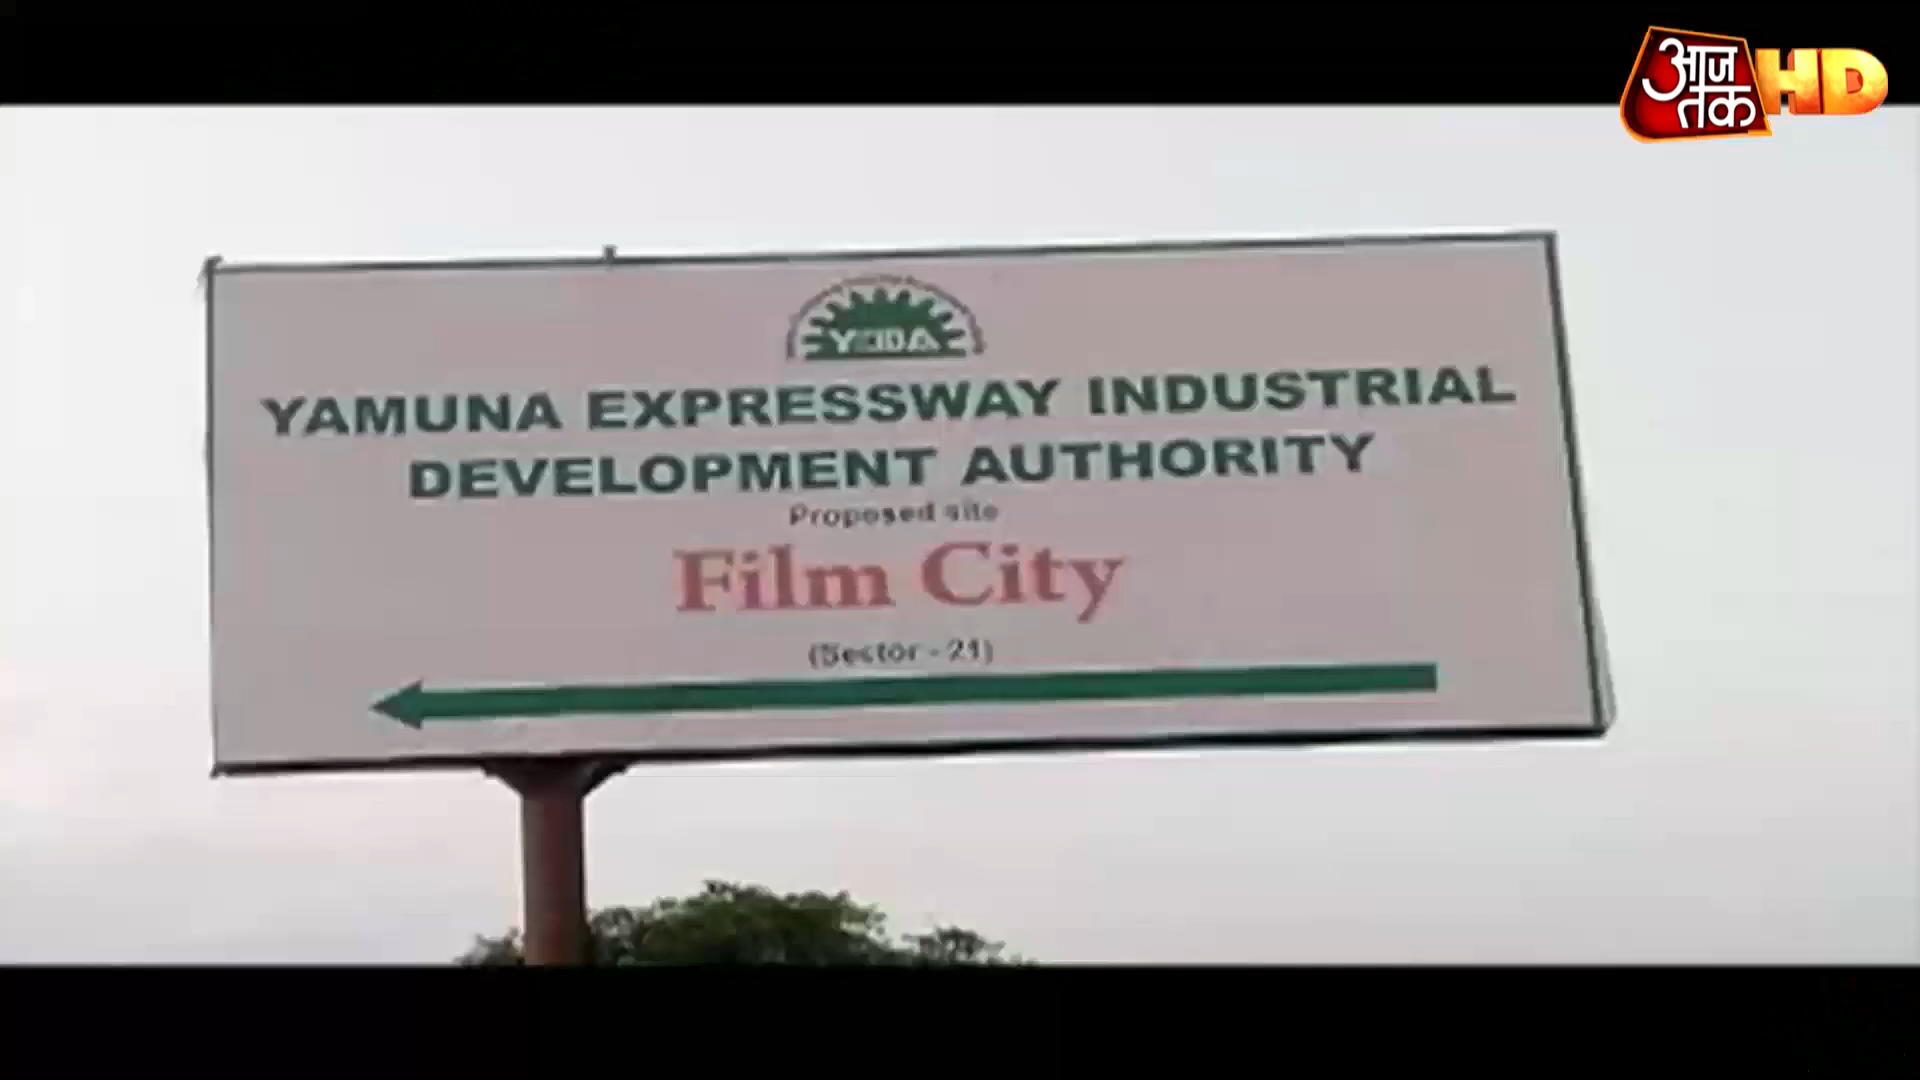 आज
तक HD
YEIDA
YAMUNA EXPRESSWAY INDUSTRIAL
DEVELOPMENT AUTHORITY
Proposed site
Film City
(Sector - 21)